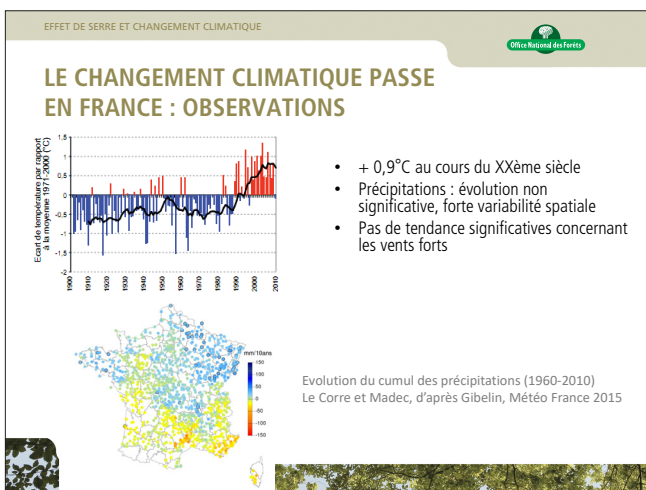 EFFET DE SERRE ET CHANGEMENT CLIMATIQUE
Office National des Forêts
LE CHANGEMENT CLIMATIQUE PASSE
EN FRANCE : OBSERVATIONS
Ecart de température par rapport
à la moyenne 1971-2000 (°C)
1,5
1
0,5
0
-0,5
-1
-1,5
-2
1900
1910
1920
1930
1940
1950
1960
1970
1980
1990
2000
2010
• + 0,9°C au cours du XXème siècle
• Précipitations : évolution non
significative, forte variabilité spatiale
• Pas de tendance significatives concernant
les vents forts
mm/10ans
150
100
50
0
-50
-100
-150
Evolution du cumul des précipitations (1960-2010)
Le Corre et Madec, d'après Gibelin, Météo France 2015